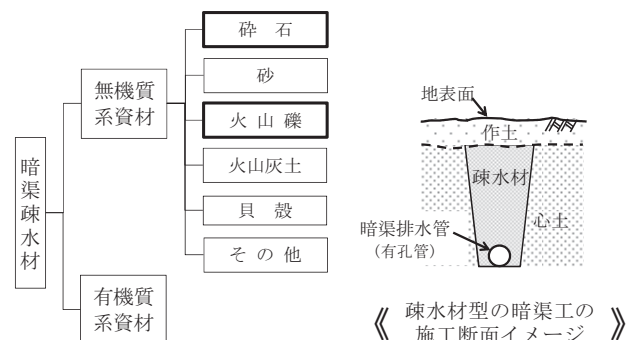 暗渠疎水材
無機質
系資材
有機質
系資材
砕石
砂
火山礫
火山灰土
貝殻
その他
地表面
作土
疎水材
心土
暗渠排水管
(有孔管)
《 疎水材型の暗渠工の
施工断面イメージ 》